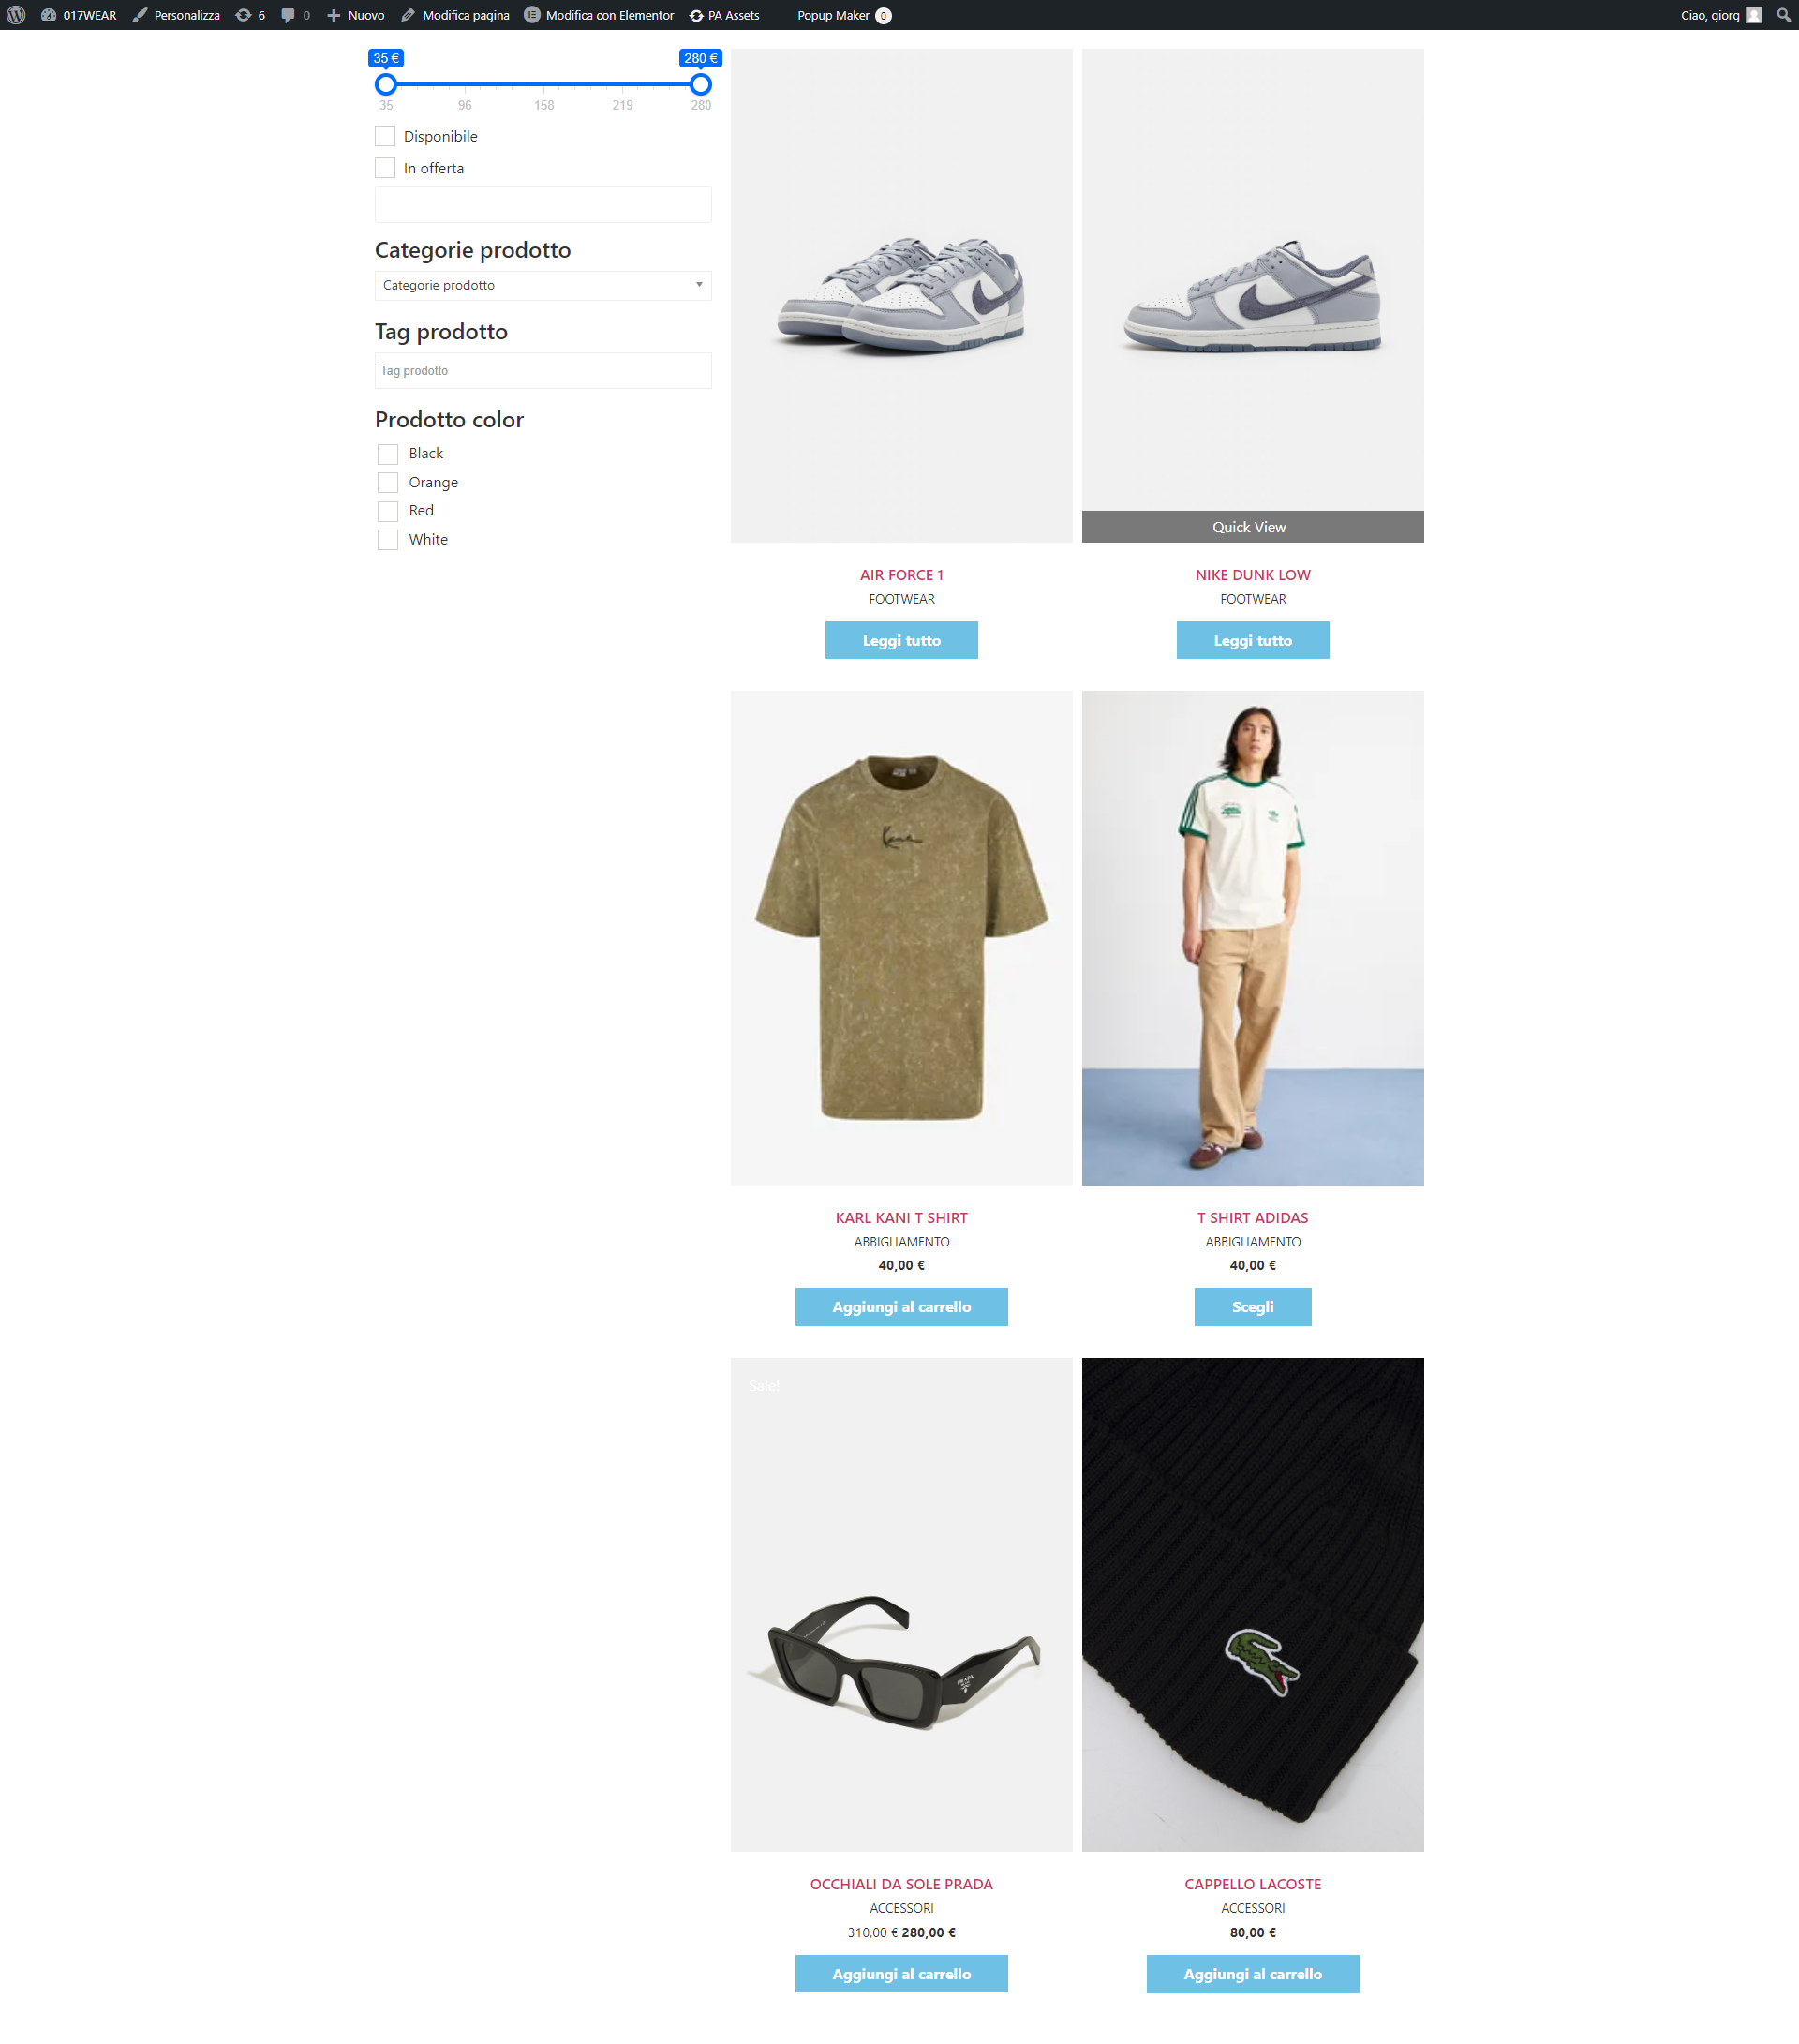 017WEAR Personalizza 6 0 Nuovo Modifica pagina Modifica con Elementor PA Assets Popup Maker 0 Ciao, giorg
35 € 280 €
35 96 158 219 280
Disponibile
In offerta
Categorie prodotto
Categorie prodotto
Tag prodotto
Tag prodotto
Prodotto color
Black
Orange
Red
White
Quick View
AIR FORCE 1
FOOTWEAR
Leggi tutto
NIKE DUNK LOW
FOOTWEAR
Leggi tutto
KARL KANI T SHIRT
ABBIGLIAMENTO
40,00 €
Aggiungi al carrello
T SHIRT ADIDAS
ABBIGLIAMENTO
40,00 €
Scegli
Sale!
PRADA
OCCHIALI DA SOLE PRADA
ACCESSORI
310,00 € 280,00 €
Aggiungi al carrello
CAPPELLO LACOSTE
ACCESSORI
80,00 €
Aggiungi al carrello